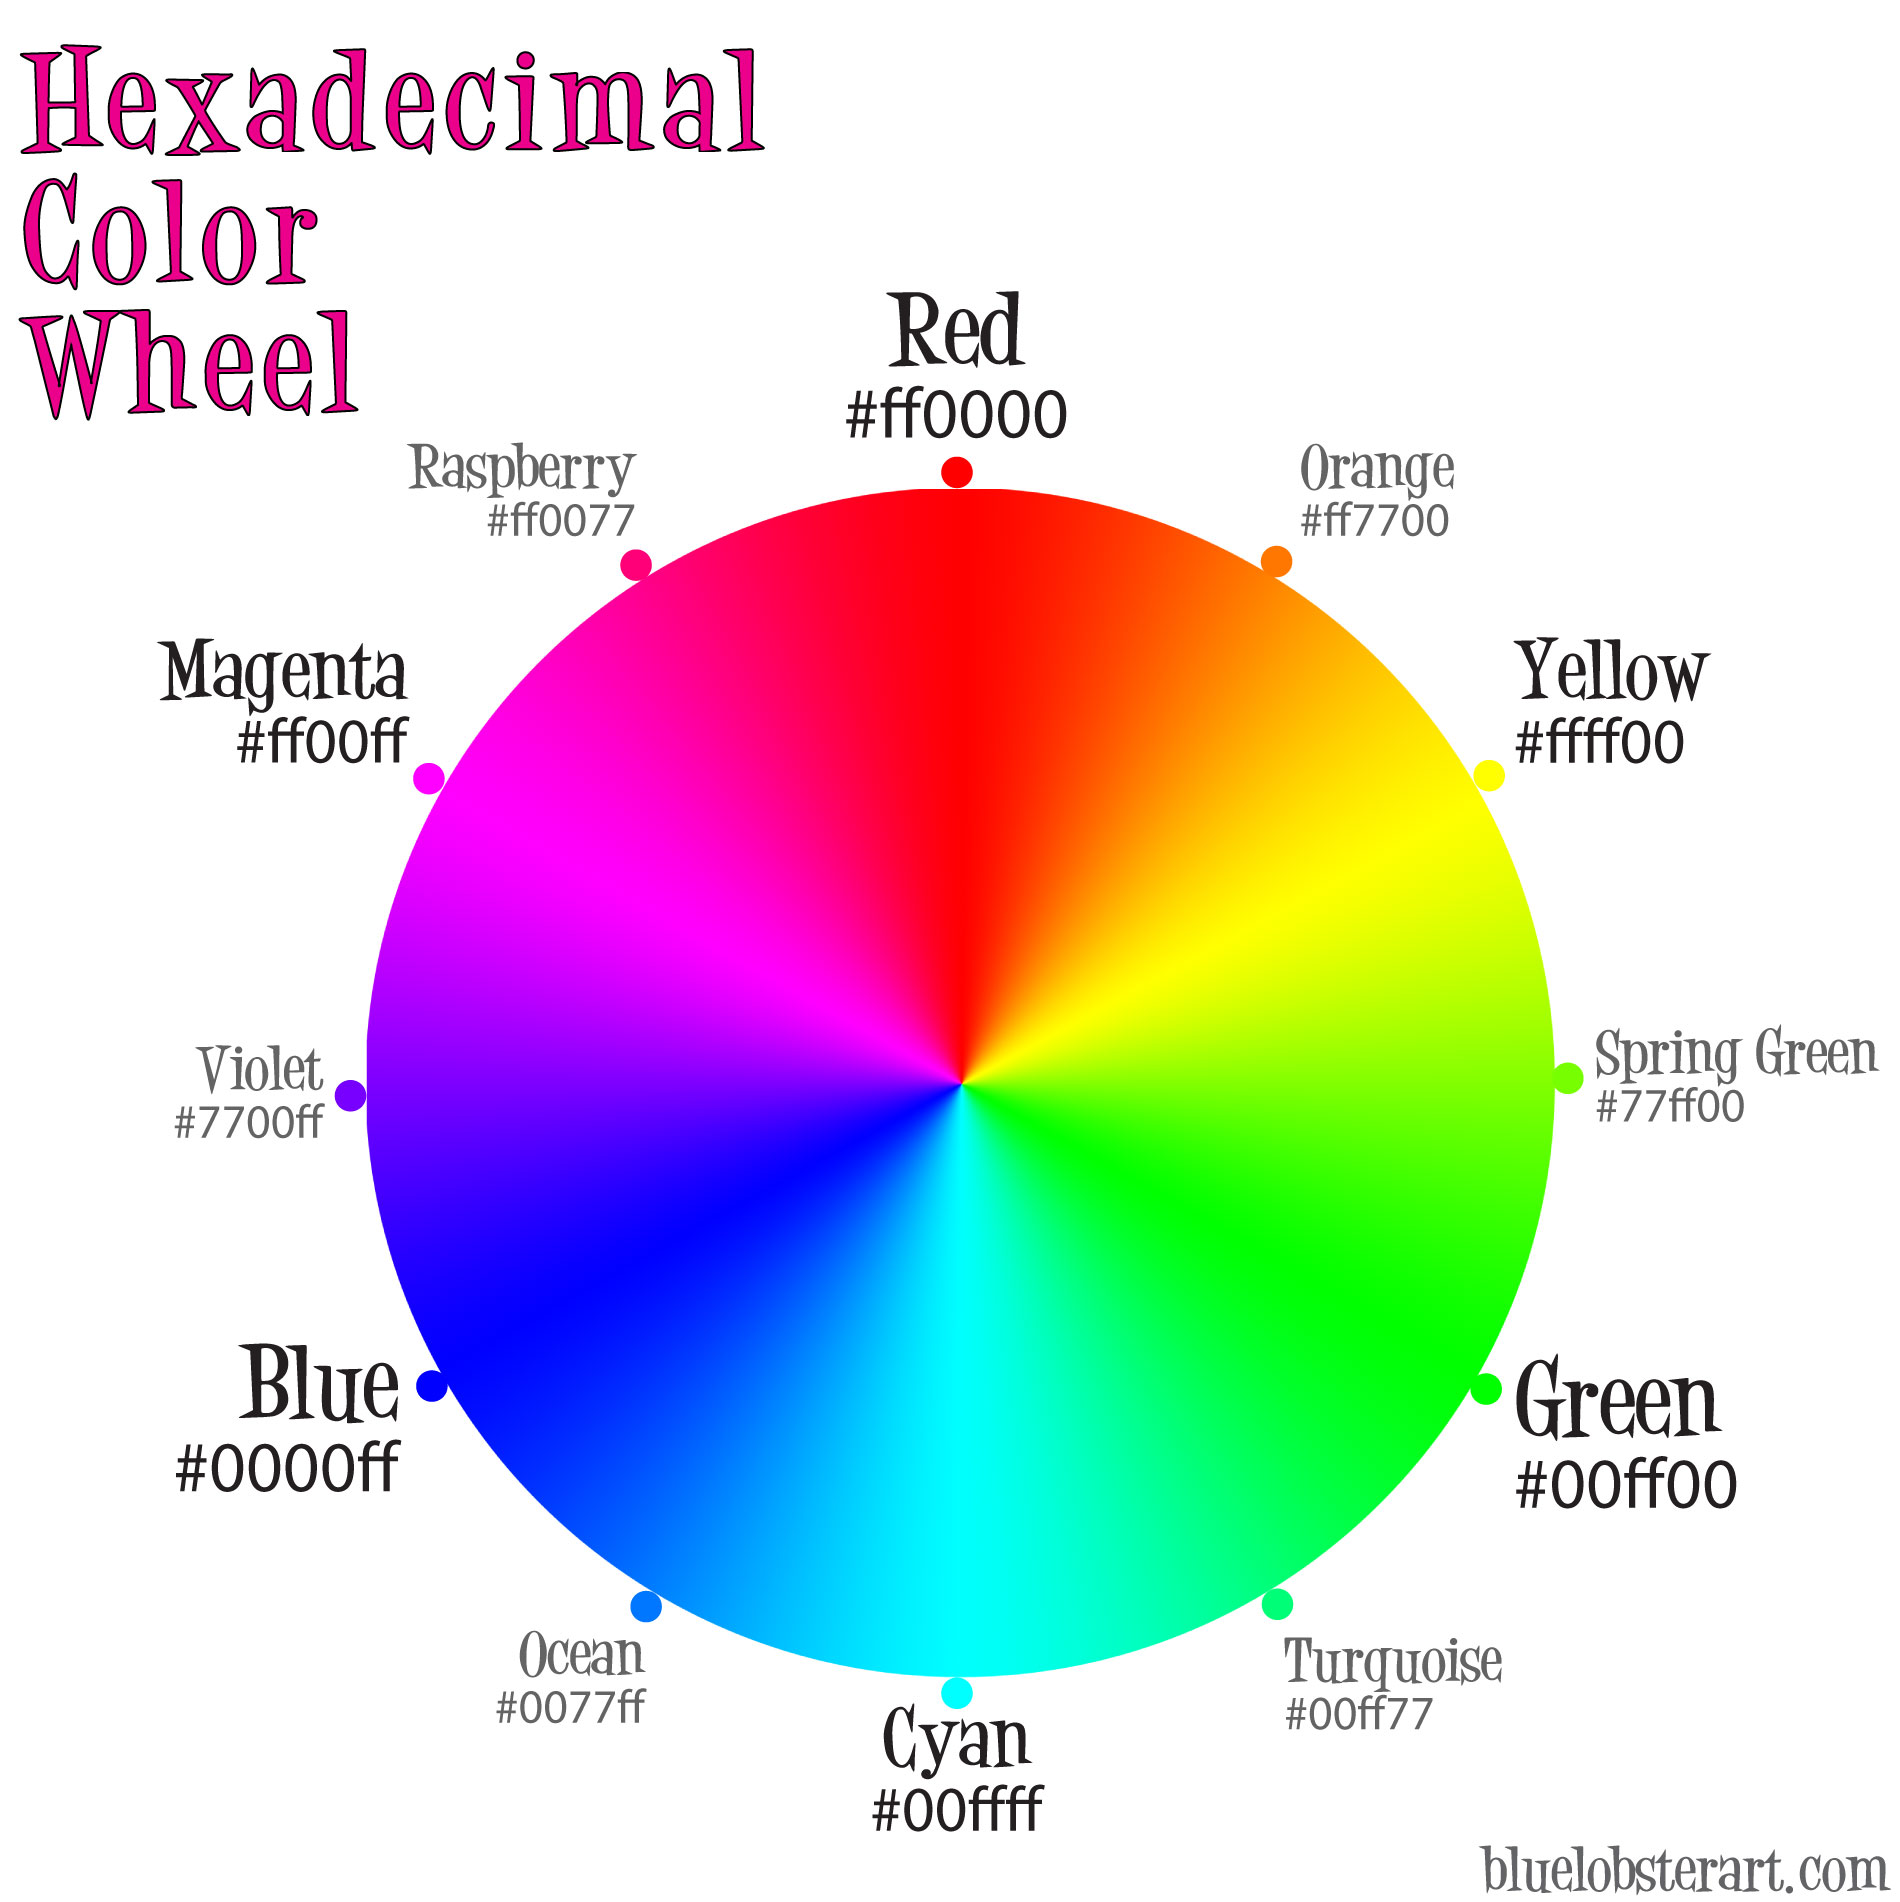 Hexadecimal
Color
Wheel
Red
#ff0000
Raspberry
#ff0077
Orange
#ff7700
Magenta
#ff00ff
Yellow
#ffff00
Violet
#7700ff
Spring Green
#77ff00
Blue
#0000ff
Green
#00ff00
Ocean
#0077ff
Turquoise
#00ff77
Cyan
#00ffff
bluelobsterart.com